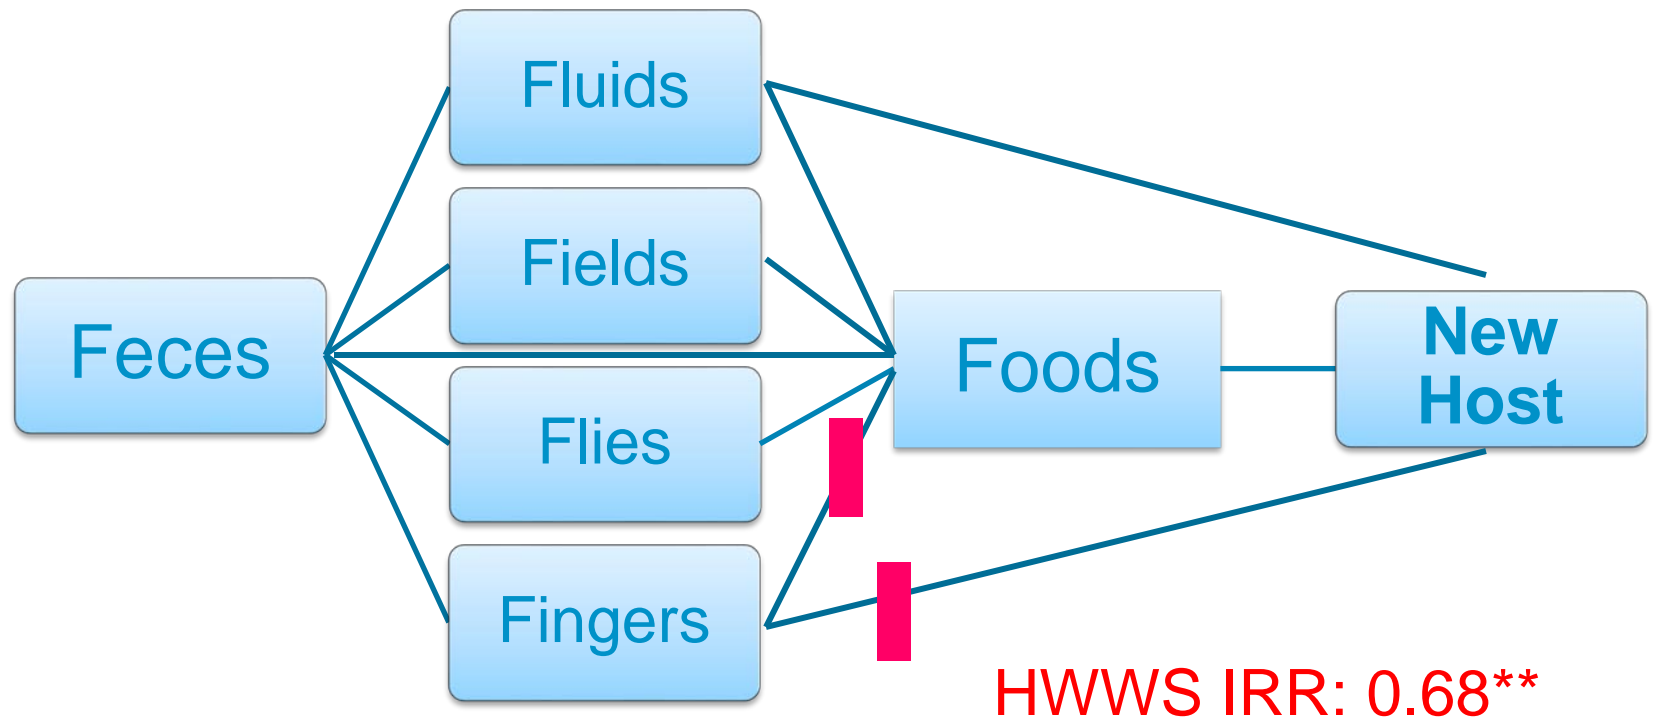 Fluids
Fields
Feces
Flies
Fingers
Foods
New
Host
HWWS IRR: 0.68**